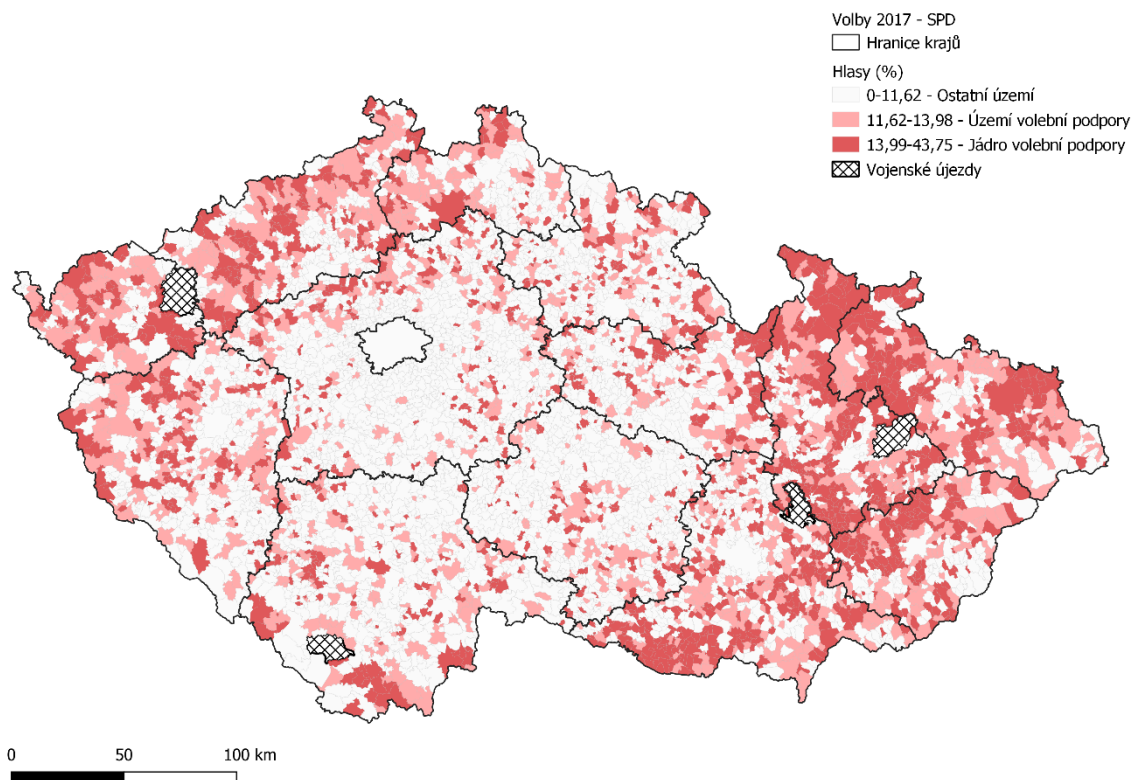 Volby 2017 - SPD
Hranice krajů
Hlasy (%)
0-11,62 - Ostatní území
11,62-13,98 - Území volební podpory
13,99-43,75 - Jádro volební podpory
Vojenské újezdy
0 50 100 km